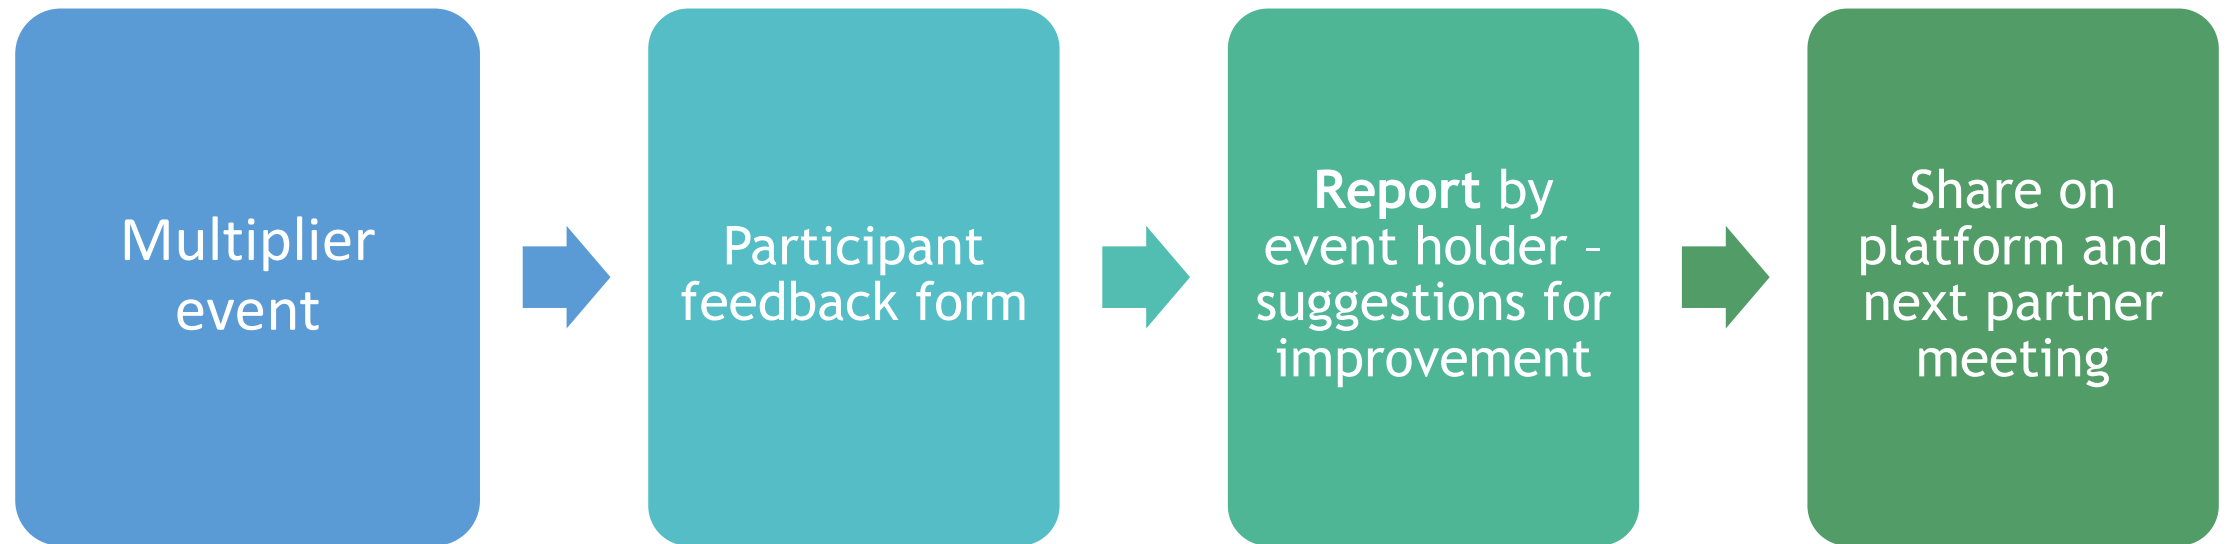 Multiplier
event
Participant
feedback form
Report by
event holder –
suggestions for
improvement
Share on
platform and
next partner
meeting